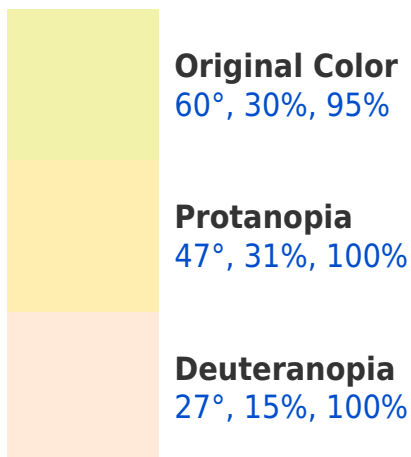 Original Color
60°, 30%, 95%
Protanopia
47°, 31%, 100%
Deuteranopia
27°, 15%, 100%